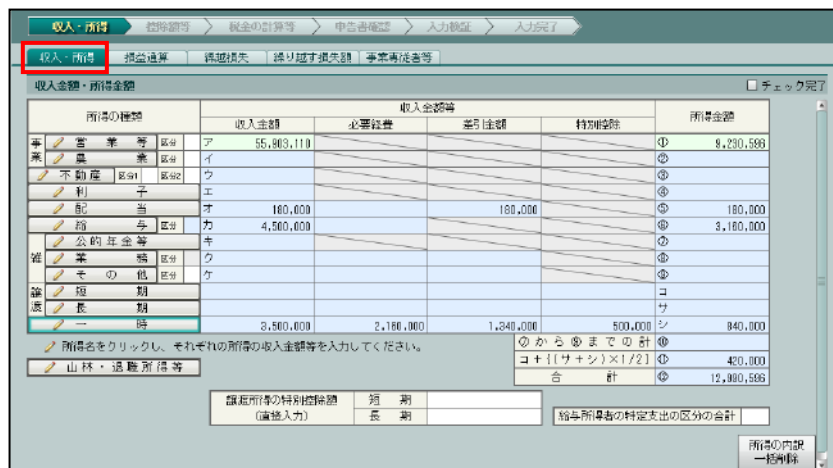 収入・所得 控除額等 税金の計算等 申告書確認 入力検証 入力完了
収入・所得 損益通算 繰越損失 繰り越す損失額 事業専従者等
収入金額・所得金額 チェック完了
所得の種類 収入金額等 所得金額
収入金額 必要経費 差引金額 特別控除
事業 営業等 区分 ア 55,803,110 ① 9,230,596
農業 区分 イ ②
不動産 区分1 区分2 ウ ③
利子 エ ④
配当 オ 180,000 180,000 ⑤ 180,000
給与 区分 カ 4,500,000 ⑥ 3,160,000
雑 公的年金等 キ ⑦
業務 区分 ク ⑧
その他 区分 ケ ⑨
譲渡 短期 コ
長期 サ
一時 3,500,000 2,160,000 1,340,000 500,000 シ 840,000
所得名をクリックし、それぞれの所得の収入金額等を入力してください。
⑦から⑨までの計 ⑩
山林・退職所得等
コ+{(サ+シ)×1/2} ⑪ 420,000
合計 ⑫ 12,990,596
譲渡所得の特別控除額 (直接入力) 短期
長期
給与所得者の特定支出の区分の合計
所得の内訳
一括削除